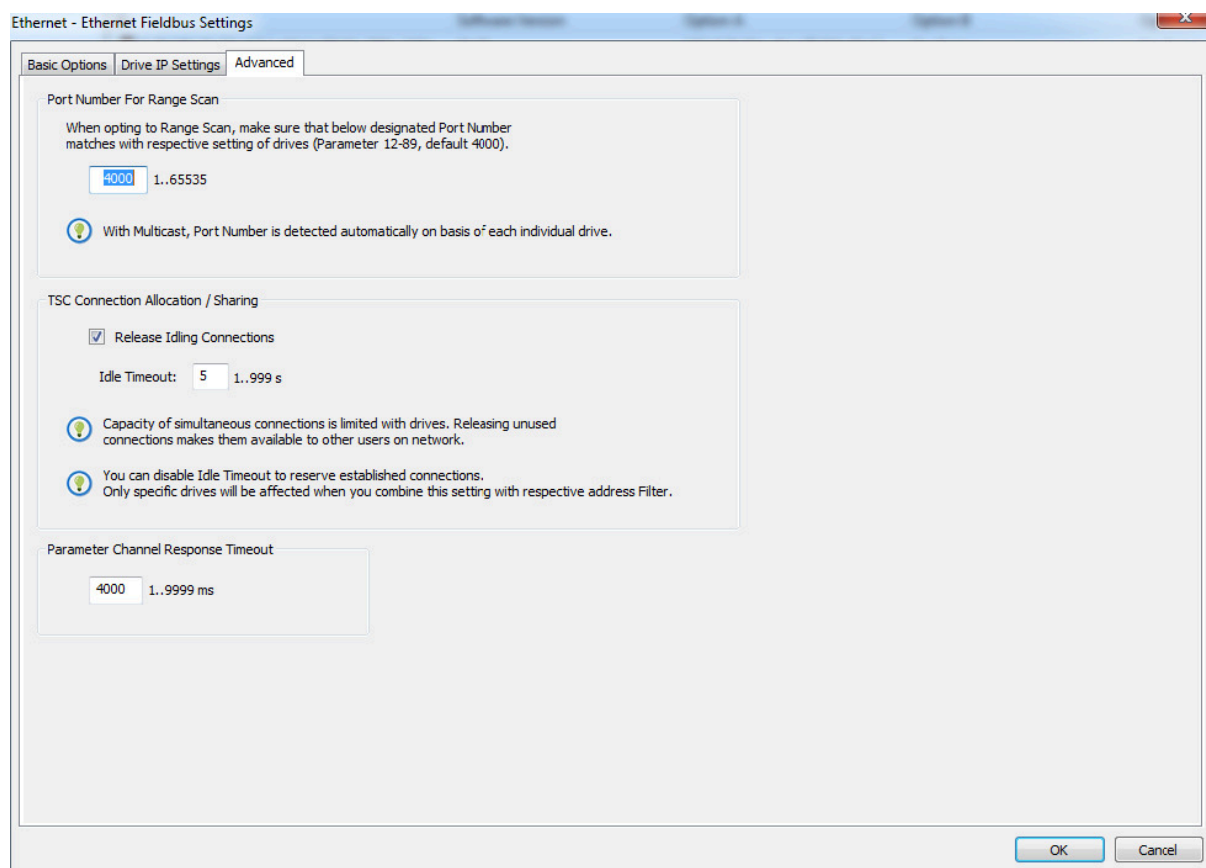 Ethernet - Ethernet Fieldbus Settings
Software Version Option A Option B
Basic Options Drive IP Settings Advanced
Port Number For Range Scan
When opting to Range Scan, make sure that below designated Port Number
matches with respective setting of drives (Parameter 12-89, default 4000).
4000 1..65535
With Multicast, Port Number is detected automatically on basis of each individual drive.
TSC Connection Allocation / Sharing
Release Idling Connections
Idle Timeout: 5 1..999 s
Capacity of simultaneous connections is limited with drives. Releasing unused
connections makes them available to other users on network.
You can disable Idle Timeout to reserve established connections.
Only specific drives will be affected when you combine this setting with respective address Filter.
Parameter Channel Response Timeout
4000 1..9999 ms
OK Cancel